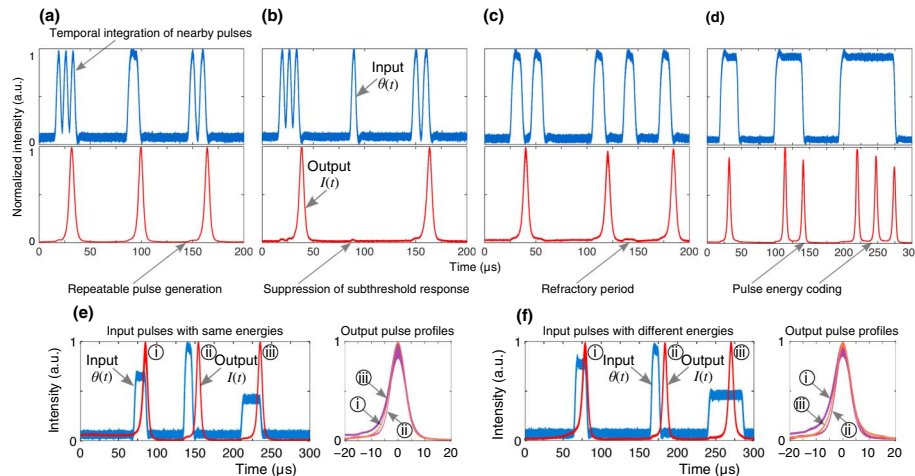 (a) (b) (c) (d)
Temporal integration of nearby pulses
Normalized intensity (a.u.)
1
0
1
0
Input
θ(t)
Output
I(t)
0 50 100 150 200
0 50 100 150 200
0 50 100 150 200
0 50 100 150 200 250 300
Time (μs)
Repeatable pulse generation
Suppression of subthreshold response
Refractory period
Pulse energy coding
(e)
Input pulses with same energies
Output pulse profiles
Intensity (a.u.)
1
0
Input
θ(t)
i
ii
Output
I(t)
iii
0 50 100 150 200 250 300
Time (μs)
1
0
iii
i
ii
−20 −10 0 10 20
(f)
Input pulses with different energies
Output pulse profiles
Intensity (a.u.)
1
0
Input
θ(t)
i
ii
Output
I(t)
iii
0 50 100 150 200 250 300
Time (μs)
1
0
i
iii
ii
−20 −10 0 10 20